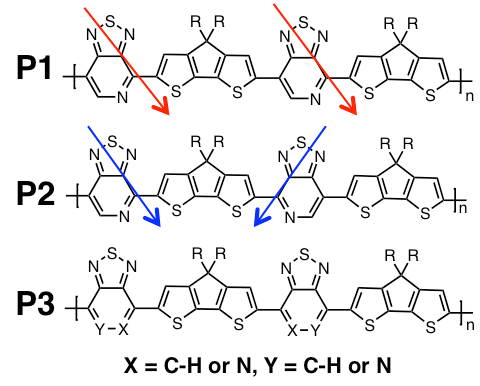 S R R S R R
N N N N
P1
N S S N S S n
S R R S R R
N N N N
P2
N S S N S S n
S R R S R R
N N N N
P3
Y-X S S X-Y S S n
X = C-H or N, Y = C-H or N